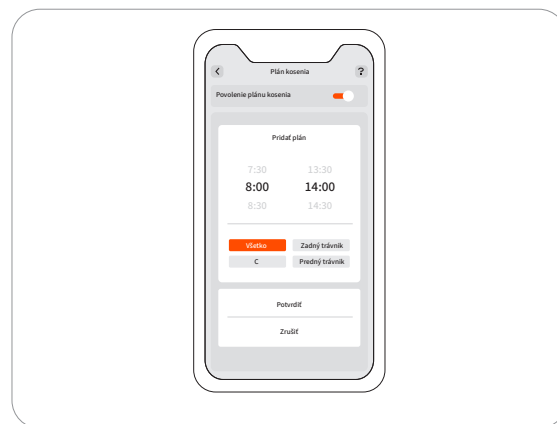 Plán kosenia ?
Povolenie plánu kosenia
Pridať plán
7:30 13:30
8:00 14:00
8:30 14:30
Všetko Zadný trávnik
C Predný trávnik
Potvrdiť
Zrušiť